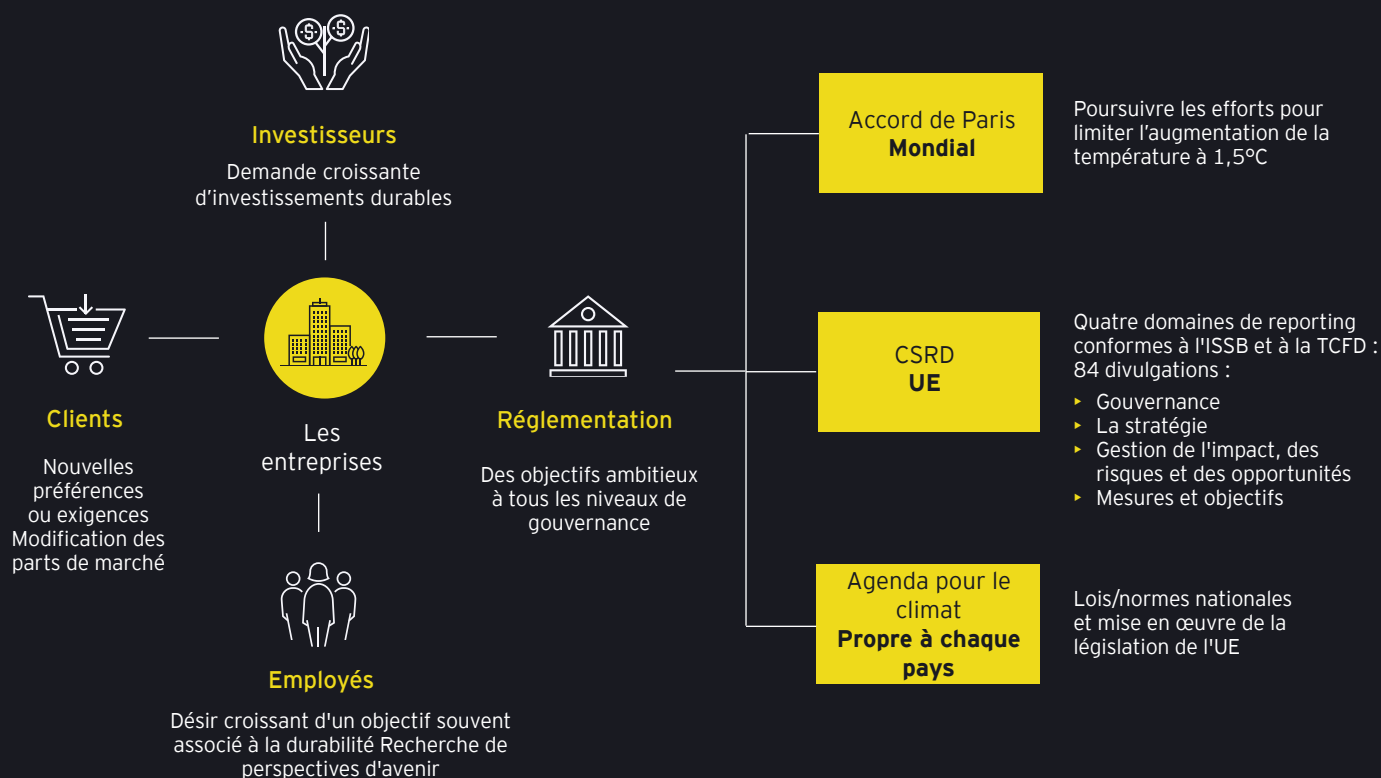 Investisseurs
Demande croissante
d'investissements durables
Clients
Nouvelles
préférences
ou exigences
Modification des
parts de marché
Les
entreprises
Réglementation
Des objectifs ambitieux
à tous les niveaux de
gouvernance
Employés
Désir croissant d'un objectif souvent
associé à la durabilité Recherche de
perspectives d'avenir
Accord de Paris
Mondial
Poursuivre les efforts pour
limiter l’augmentation de la
température à 1,5°C
CSRD
UE
Quatre domaines de reporting
conformes à l'ISSB et à la TCFD :
84 divulgations :
▸ Gouvernance
▸ La stratégie
▸ Gestion de l'impact, des
risques et des opportunités
▸ Mesures et objectifs
Agenda pour le
climat
Propre à chaque
pays
Lois/normes nationales
et mise en œuvre de la
législation de l'UE